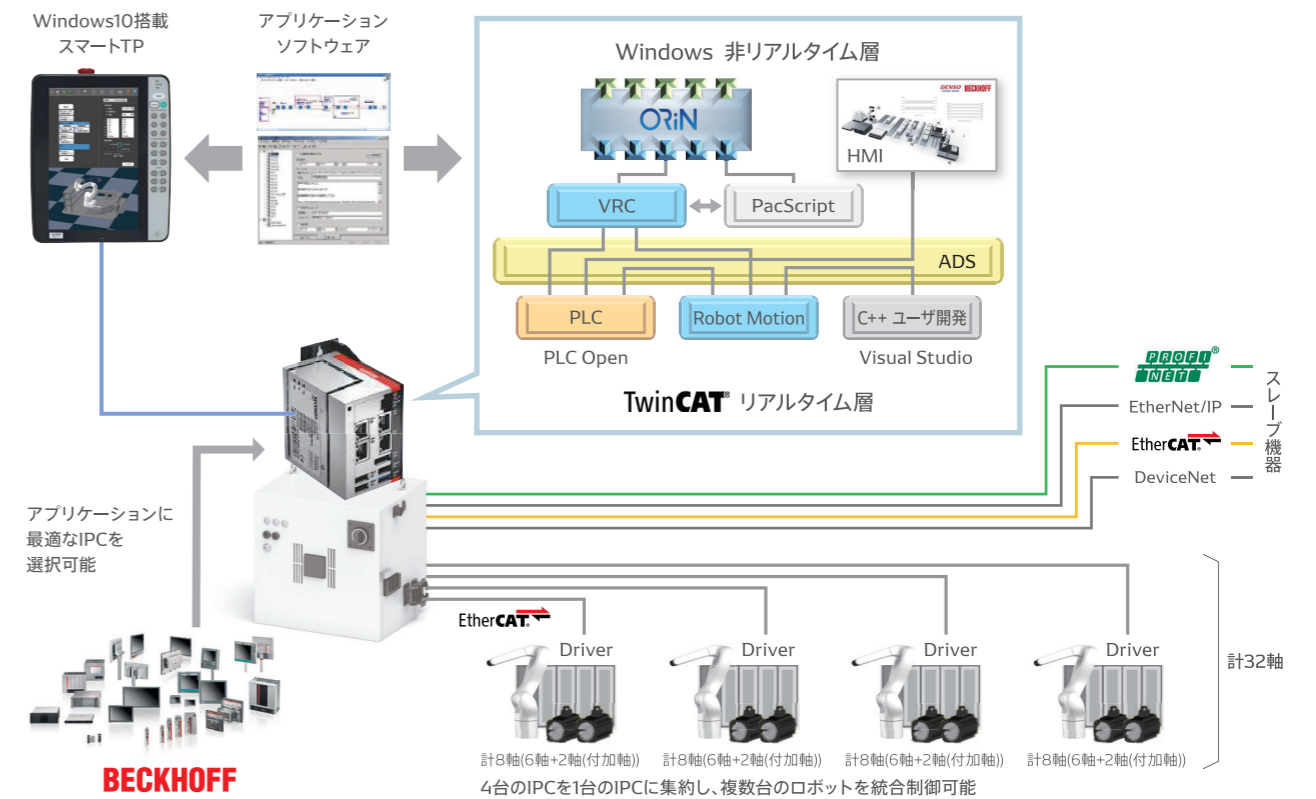 Windows10搭載
スマートTP
アプリケーション
ソフトウェア
Windows 非リアルタイム層
ORiN
DENSO BECKHOFF
HMI
VRC
PacScript
ADS
PLC
Robot Motion
C++ ユーザ開発
PLC Open
Visual Studio
TwinCAT® リアルタイム層
PROFI®
NET
EtherNet/IP
EtherCAT®
DeviceNet
スレーブ機器
アプリケーションに
最適なIPCを
選択可能
BECKHOFF
EtherCAT®
Driver
Driver
Driver
Driver
計32軸
計8軸(6軸+2軸(付加軸))
計8軸(6軸+2軸(付加軸))
計8軸(6軸+2軸(付加軸))
計8軸(6軸+2軸(付加軸))
4台のIPCを1台のIPCに集約し、複数台のロボットを統合制御可能